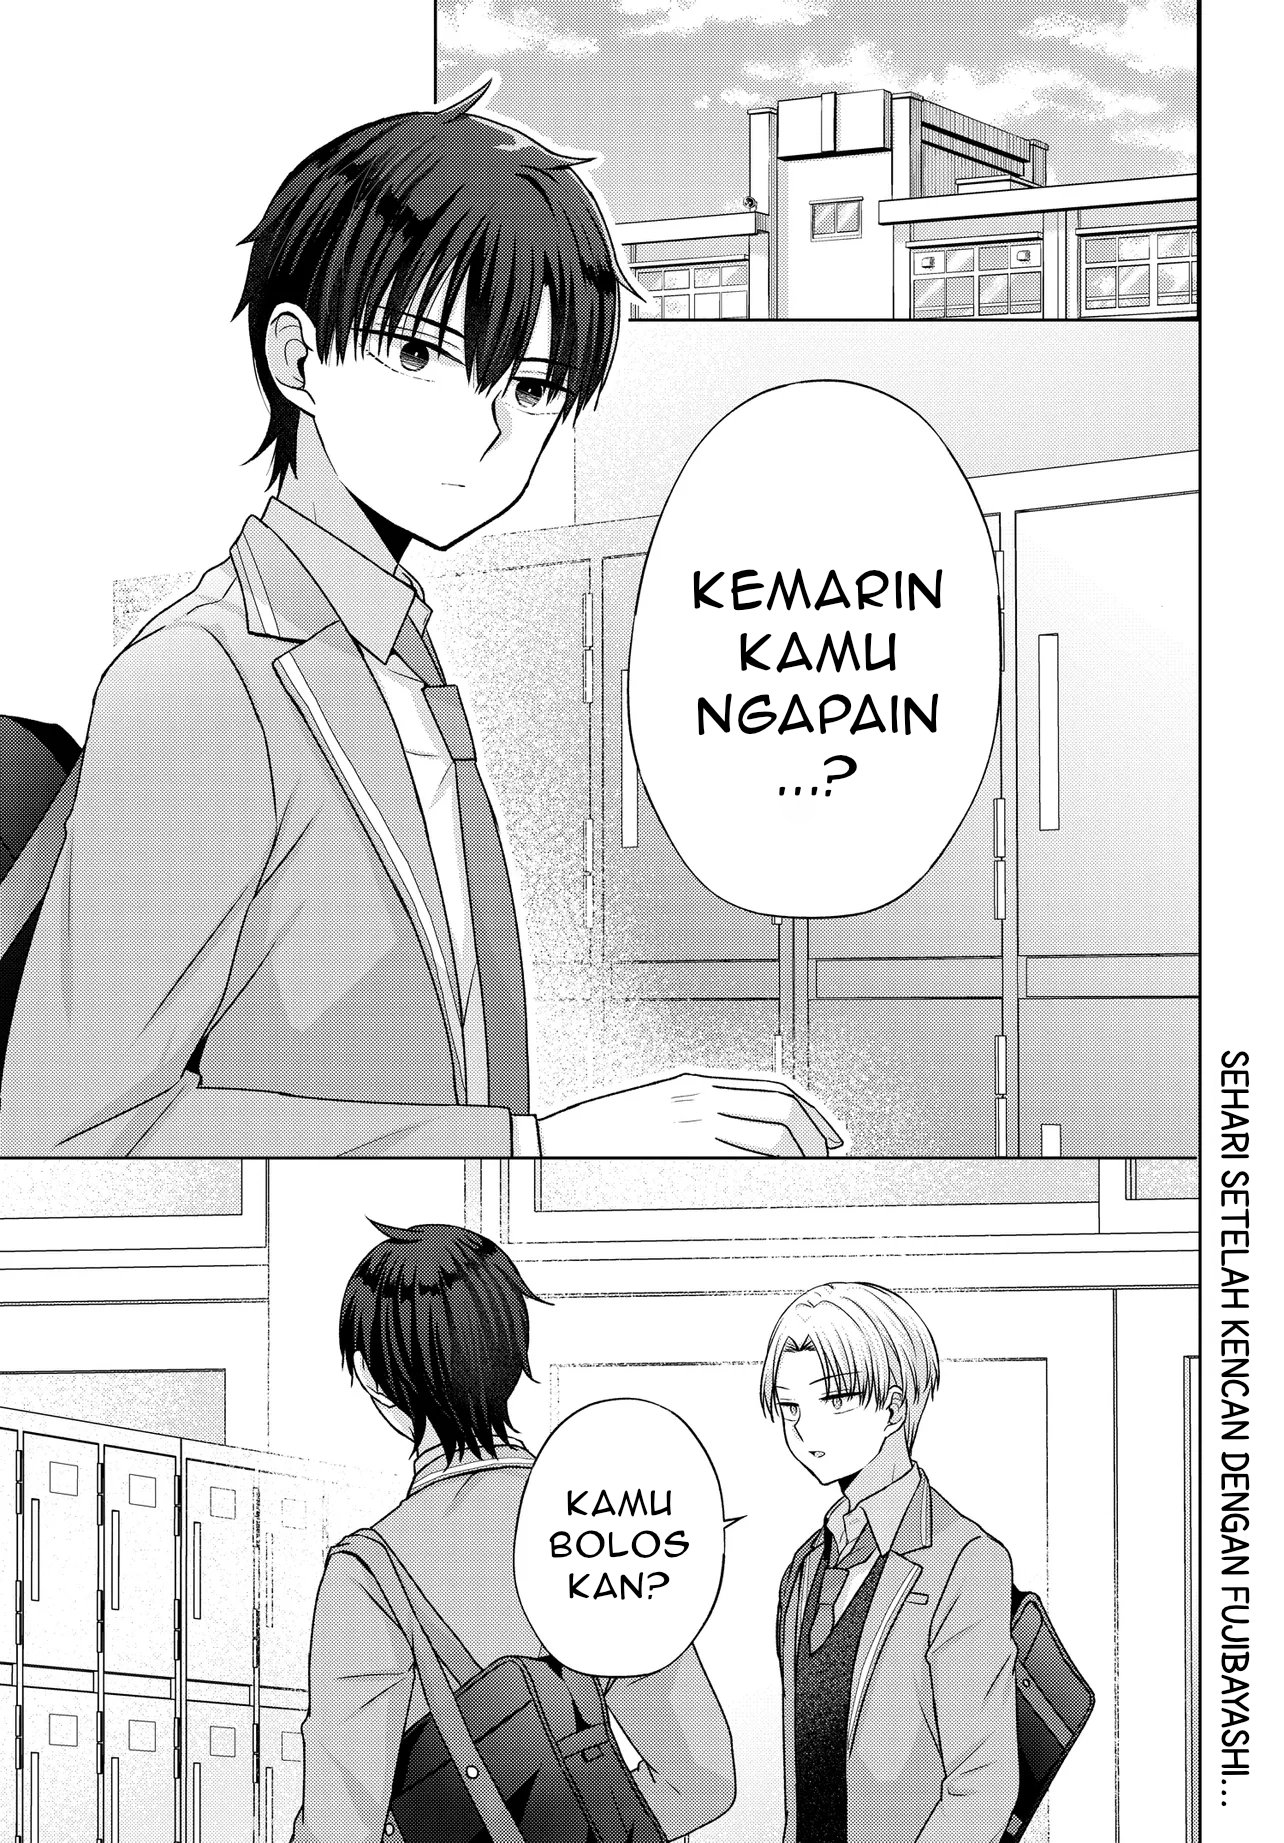 KEMARIN
KAMU
NGAPAIN
...?
KAMU
BOLOS
KAN?
SEHARI SETELAH KENCAN DENGAN FUJIBAYASHI...